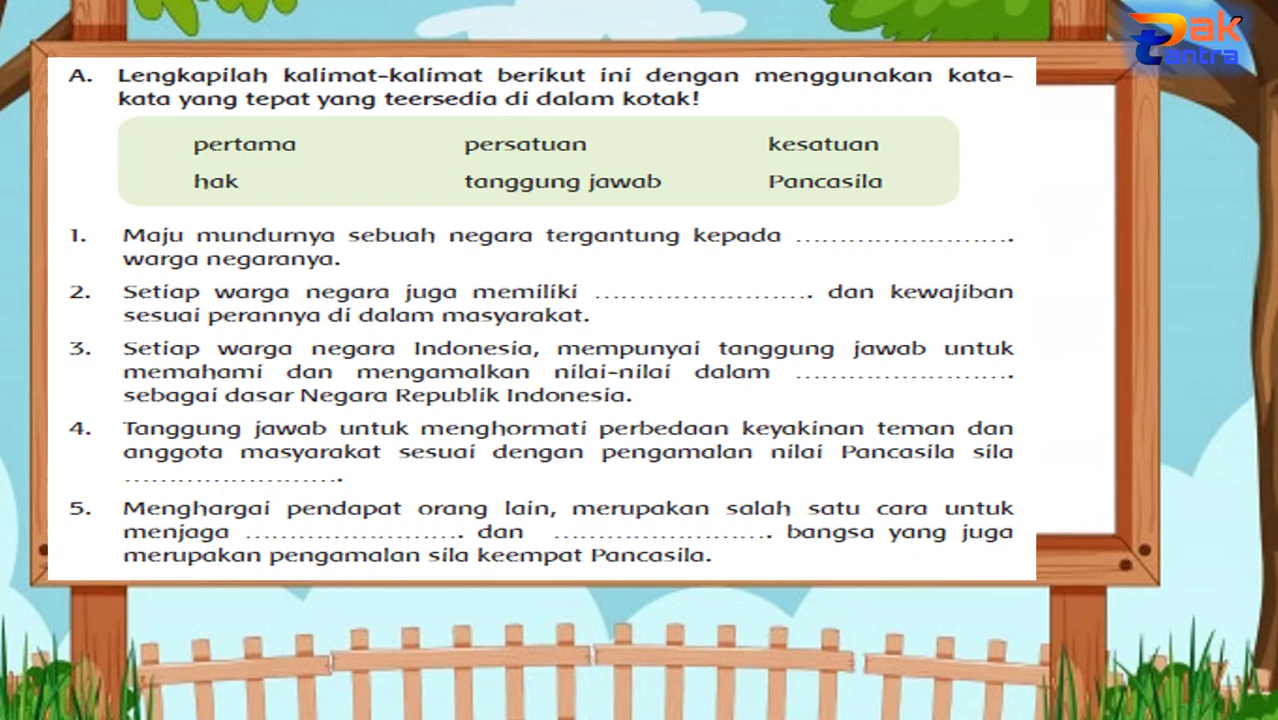 Pak
tantra
A. Lengkapilah kalimat-kalimat berikut ini dengan menggunakan kata-
kata yang tepat yang teersedia di dalam kotak!
pertama persatuan kesatuan
hak tanggung jawab Pancasila
1. Maju mundurnya sebuah negara tergantung kepada .........................
warga negaranya.
2. Setiap warga negara juga memiliki ......................... dan kewajiban
sesuai perannya di dalam masyarakat.
3. Setiap warga negara Indonesia, mempunyai tanggung jawab untuk
memahami dan mengamalkan nilai-nilai dalam .........................
sebagai dasar Negara Republik Indonesia.
4. Tanggung jawab untuk menghormati perbedaan keyakinan teman dan
anggota masyarakat sesuai dengan pengamalan nilai Pancasila sila
.........................
5. Menghargai pendapat orang lain, merupakan salah satu cara untuk
menjaga ......................... dan ......................... bangsa yang juga
merupakan pengamalan sila keempat Pancasila.